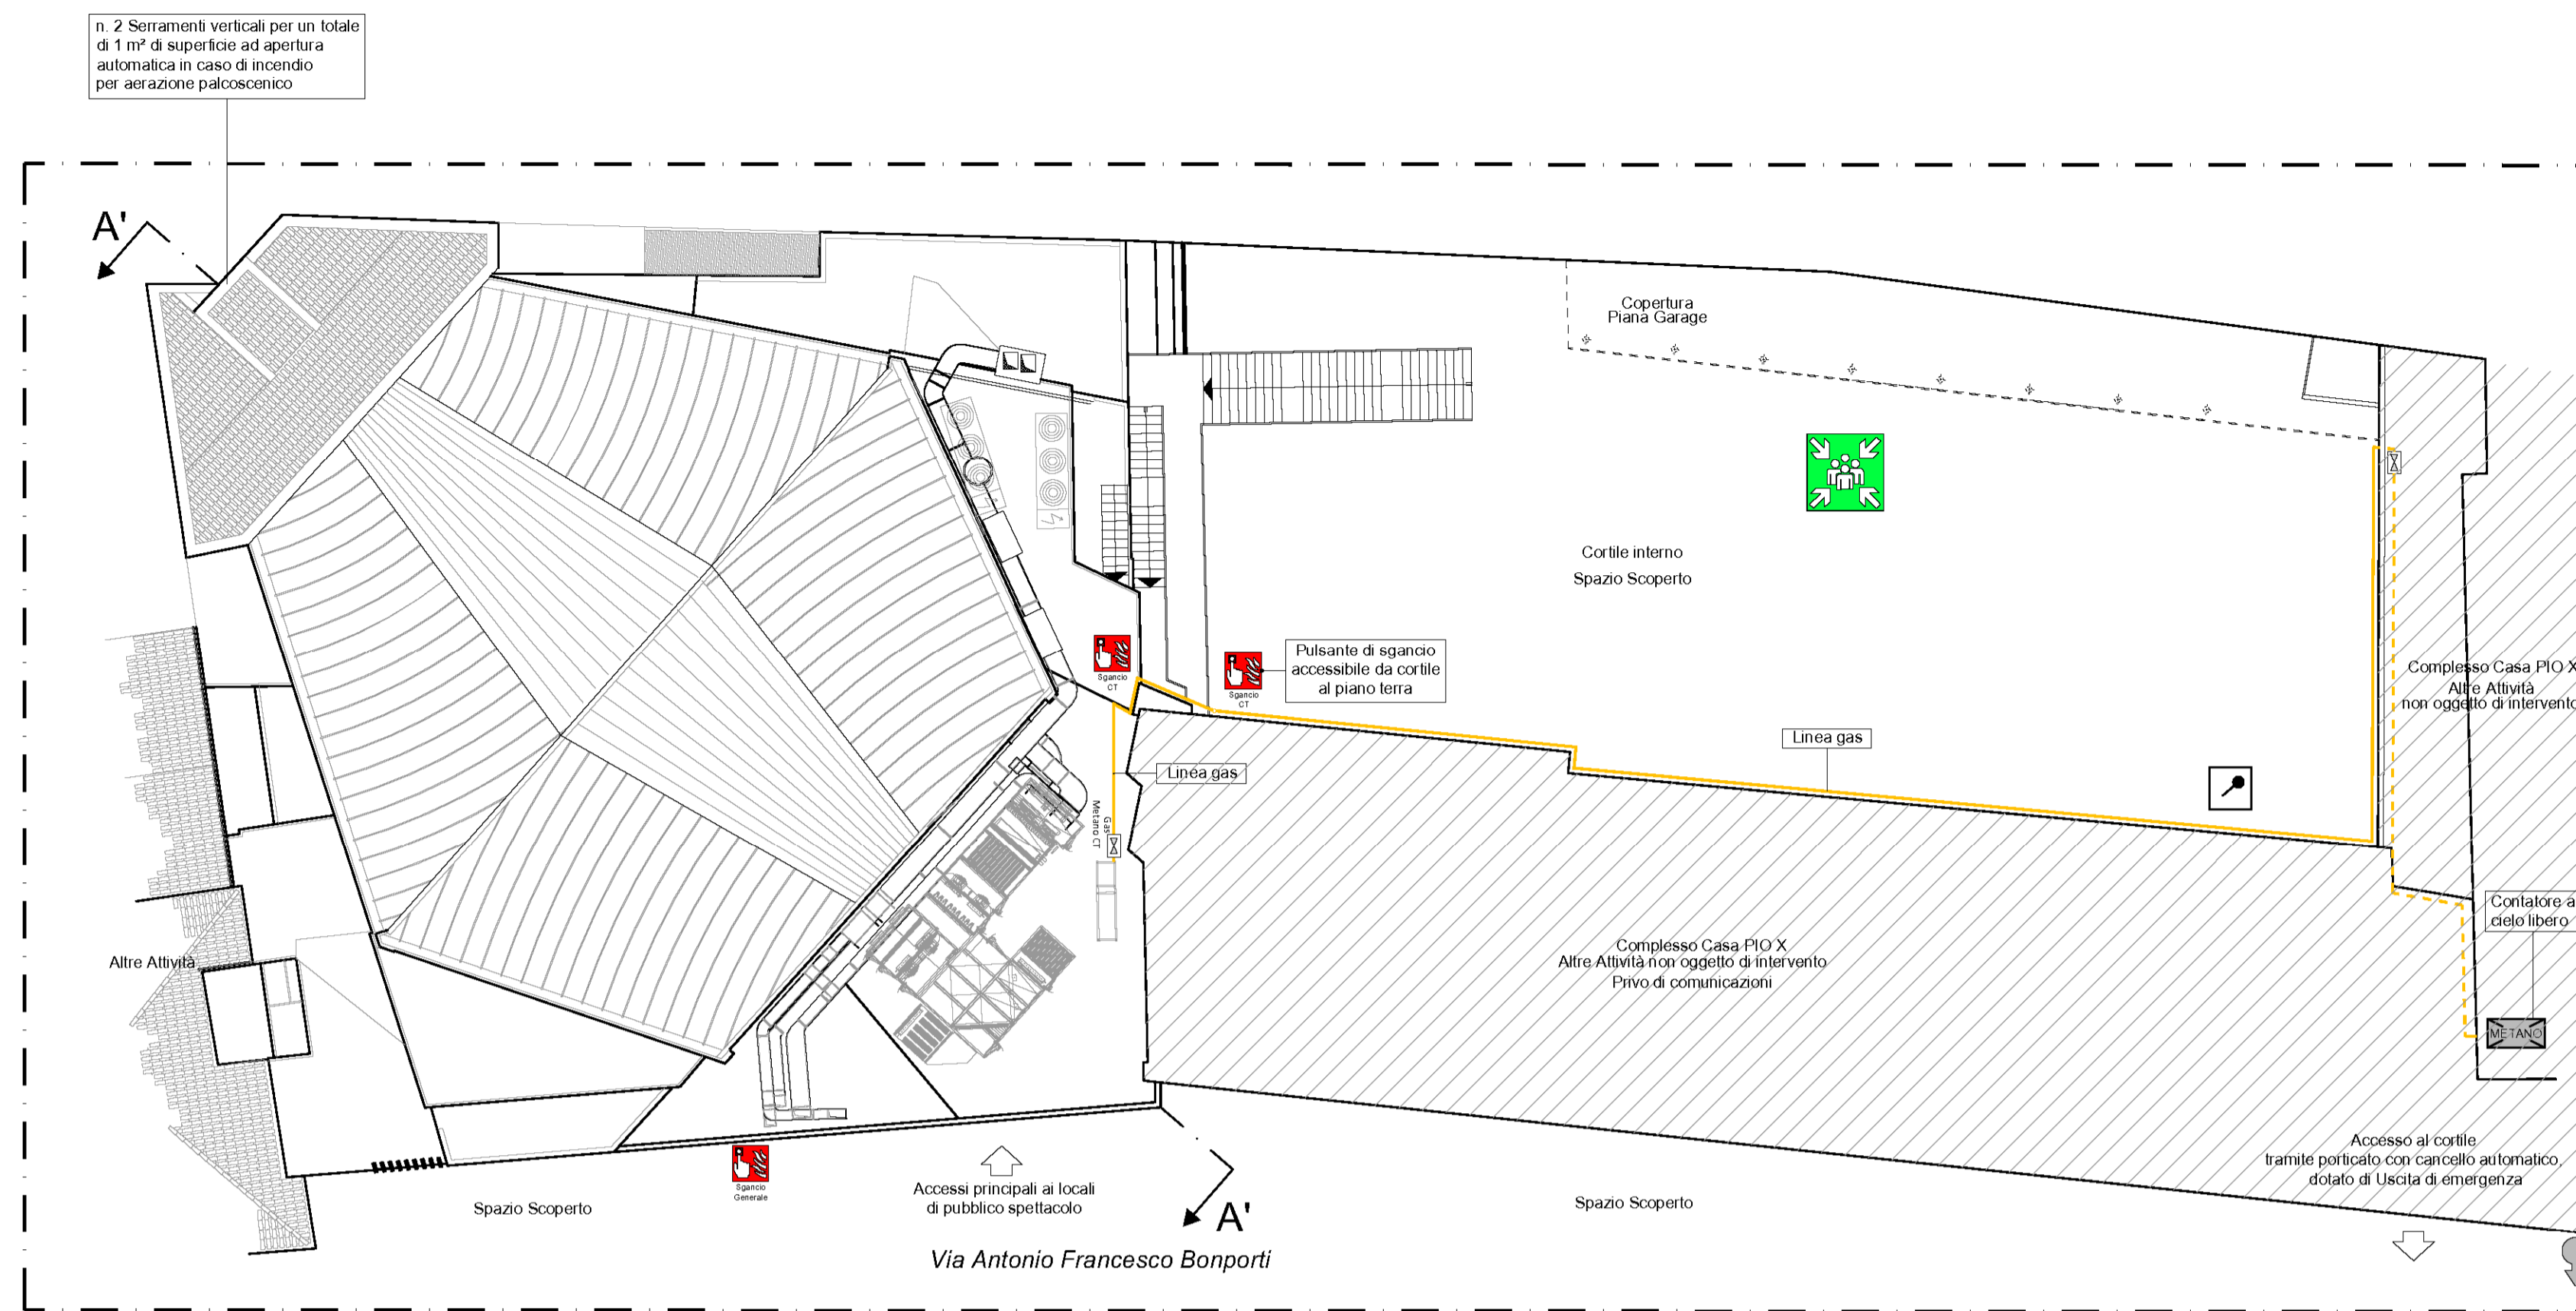 n. 2 Serramenti verticali per un totale
di 1 m² di superficie ad apertura
automatica in caso di incendio
per aerazione palcoscenico
A'
Copertura
Piana Garage
Cortile interno
Spazio Scoperto
Sgancio
CT
Sgancio
CT
Pulsante di sgancio
accessibile da cortile
al piano terra
Complesso Casa PIO X
Altre Attività
non oggetto di intervento
Linea gas
Linea gas
Gas
Metano CT
Contatore a
cielo libero
METANO
Altre Attività
Complesso Casa PIO X
Altre Attività non oggetto di intervento
Privo di comunicazioni
Accesso al cortile
tramite porticato con cancello automatico,
dotato di Uscita di emergenza
Sgancio
Generale
Accessi principali ai locali
di pubblico spettacolo
Spazio Scoperto
Spazio Scoperto
A'
Via Antonio Francesco Bonporti